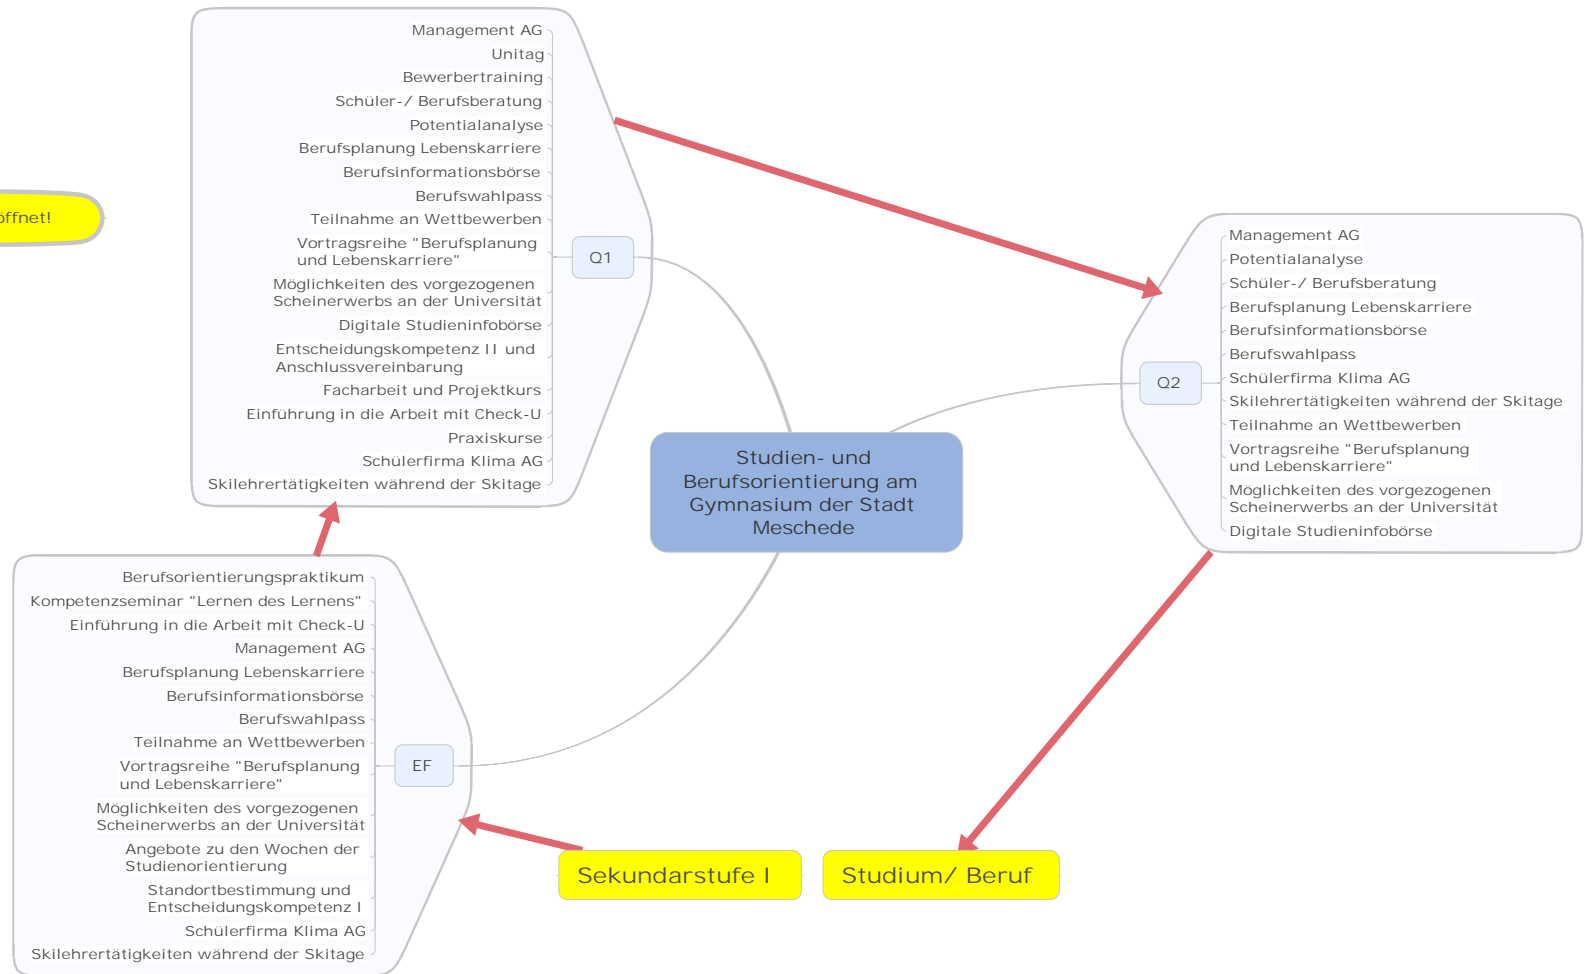 Management AG
Unitag
Bewerbertraining
Schüler-/ Berufsberatung
Potentialanalyse
Berufsplanung Lebenskarriere
Berufsinformationsbörse
Berufswahlpass
Teilnahme an Wettbewerben
Vortragsreihe "Berufsplanung
und Lebenskarriere"
Möglichkeiten des vorgezogenen
Scheinerwerbs an der Universität
Digitale Studieninfobörse
Entscheidungskompetenz II und
Anschlussvereinbarung
Facharbeit und Projektkurs
Einführung in die Arbeit mit Check-U
Praxiskurse
Schülerfirma Klima AG
Skilehrertätigkeiten während der Skitage
Q1
Management AG
Potentialanalyse
Schüler-/ Berufsberatung
Berufsplanung Lebenskarriere
Berufsinformationsbörse
Berufswahlpass
Schülerfirma Klima AG
Skilehrertätigkeiten während der Skitage
Teilnahme an Wettbewerben
Vortragsreihe "Berufsplanung
und Lebenskarriere"
Möglichkeiten des vorgezogenen
Scheinerwerbs an der Universität
Digitale Studieninfobörse
Q2
Studien- und
Berufsorientierung am
Gymnasium der Stadt
Meschede
Berufsorientierungspraktikum
Kompetenzseminar "Lernen des Lernens"
Einführung in die Arbeit mit Check-U
Management AG
Berufsplanung Lebenskarriere
Berufsinformationsbörse
Berufswahlpass
Teilnahme an Wettbewerben
Vortragsreihe "Berufsplanung
und Lebenskarriere"
Möglichkeiten des vorgezogenen
Scheinerwerbs an der Universität
Angebote zu den Wochen der
Studienorientierung
Standortbestimmung und
Entscheidungskompetenz I
Schülerfirma Klima AG
Skilehrertätigkeiten während der Skitage
EF
Sekundarstufe I
Studium/ Beruf